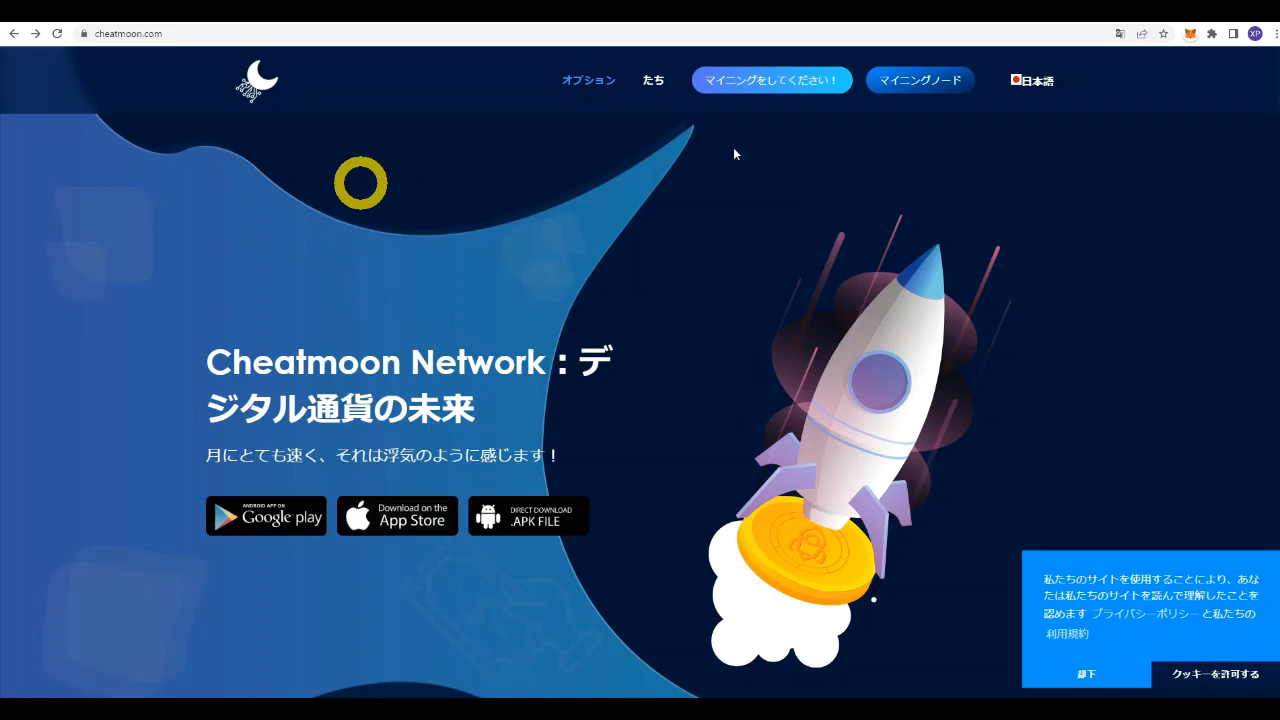 cheatmoon.com
XP
オプション
たち
マイニングをしてください！
マイニングノード
日本語
Cheatmoon Network：デ
ジタル通貨の未来
月にとても速く、それは浮気のように感じます！
ANDROID APP ON
Google play
Download on the
App Store
DIRECT DOWNLOAD
.APK FILE
私たちのサイトを使用することにより、あな
たは私たちのサイトを読んで理解したことを
認めます プライバシーポリシー と私たちの
利用規約
却下
クッキーを許可する